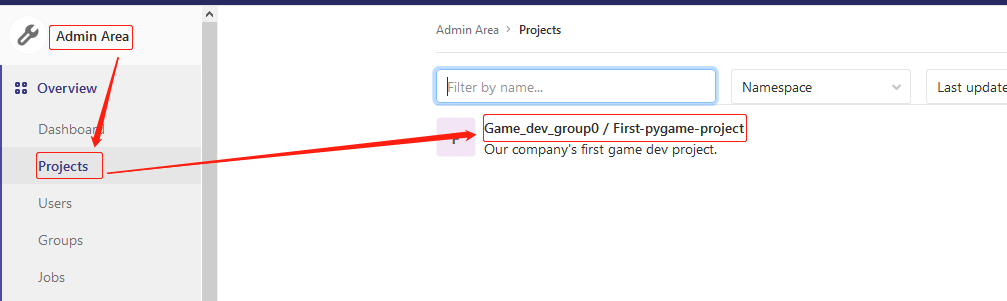 Admin Area
Overview
Dashboard
Projects
Users
Groups
Jobs
Admin Area > Projects
Filter by name...
Namespace
Last update
Game_dev_group0 / First-pygame-project
Our company's first game dev project.